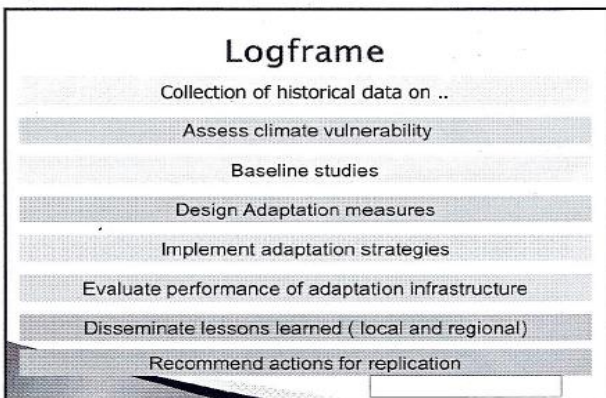 Logframe
Collection of historical data on ..
Assess climate vulnerability
Baseline studies
Design Adaptation measures
Implement adaptation strategies
Evaluate performance of adaptation infrastructure
Disseminate lessons learned ( local and regional)
Recommend actions for replication